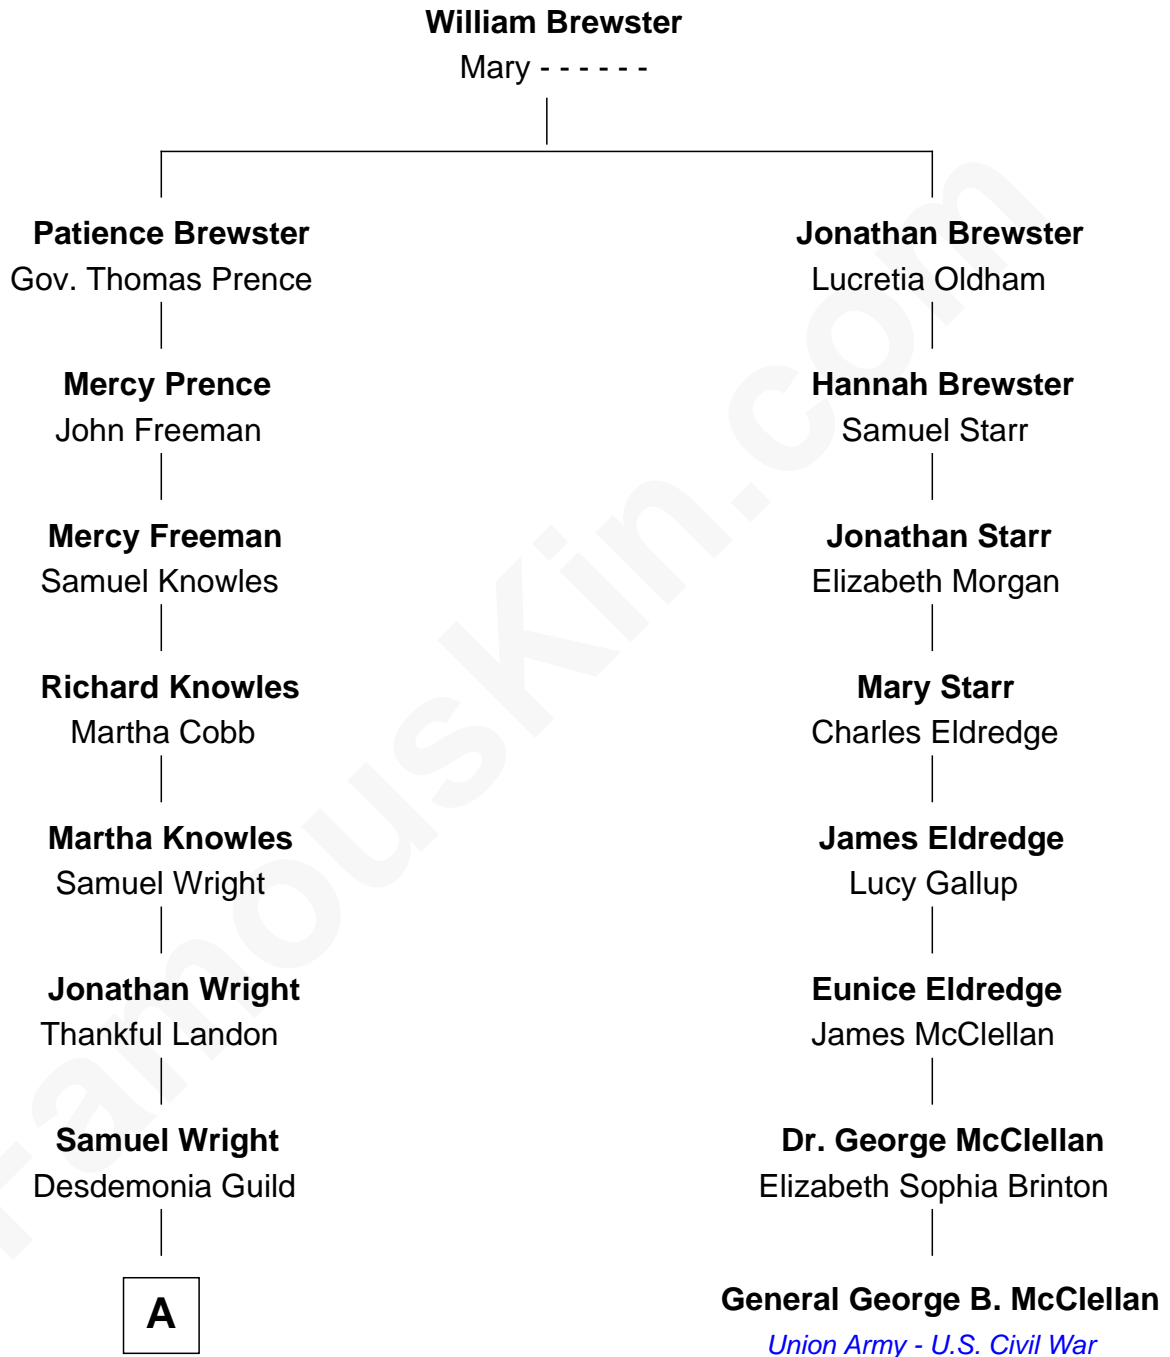 William Brewster
Mary - - - - - -
Patience Brewster
Gov. Thomas Prence
Jonathan Brewster
Lucretia Oldham
Mercy Prence
John Freeman
Hannah Brewster
Samuel Starr
Mercy Freeman
Samuel Knowles
Jonathan Starr
Elizabeth Morgan
Richard Knowles
Martha Cobb
Mary Starr
Charles Eldredge
Martha Knowles
Samuel Wright
James Eldredge
Lucy Gallup
Jonathan Wright
Thankful Landon
Eunice Eldredge
James McClellan
Samuel Wright
Desdemonia Guild
Dr. George McClellan
Elizabeth Sophia Brinton
A
General George B. McClellan
Union Army - U.S. Civil War
FamousKin.com